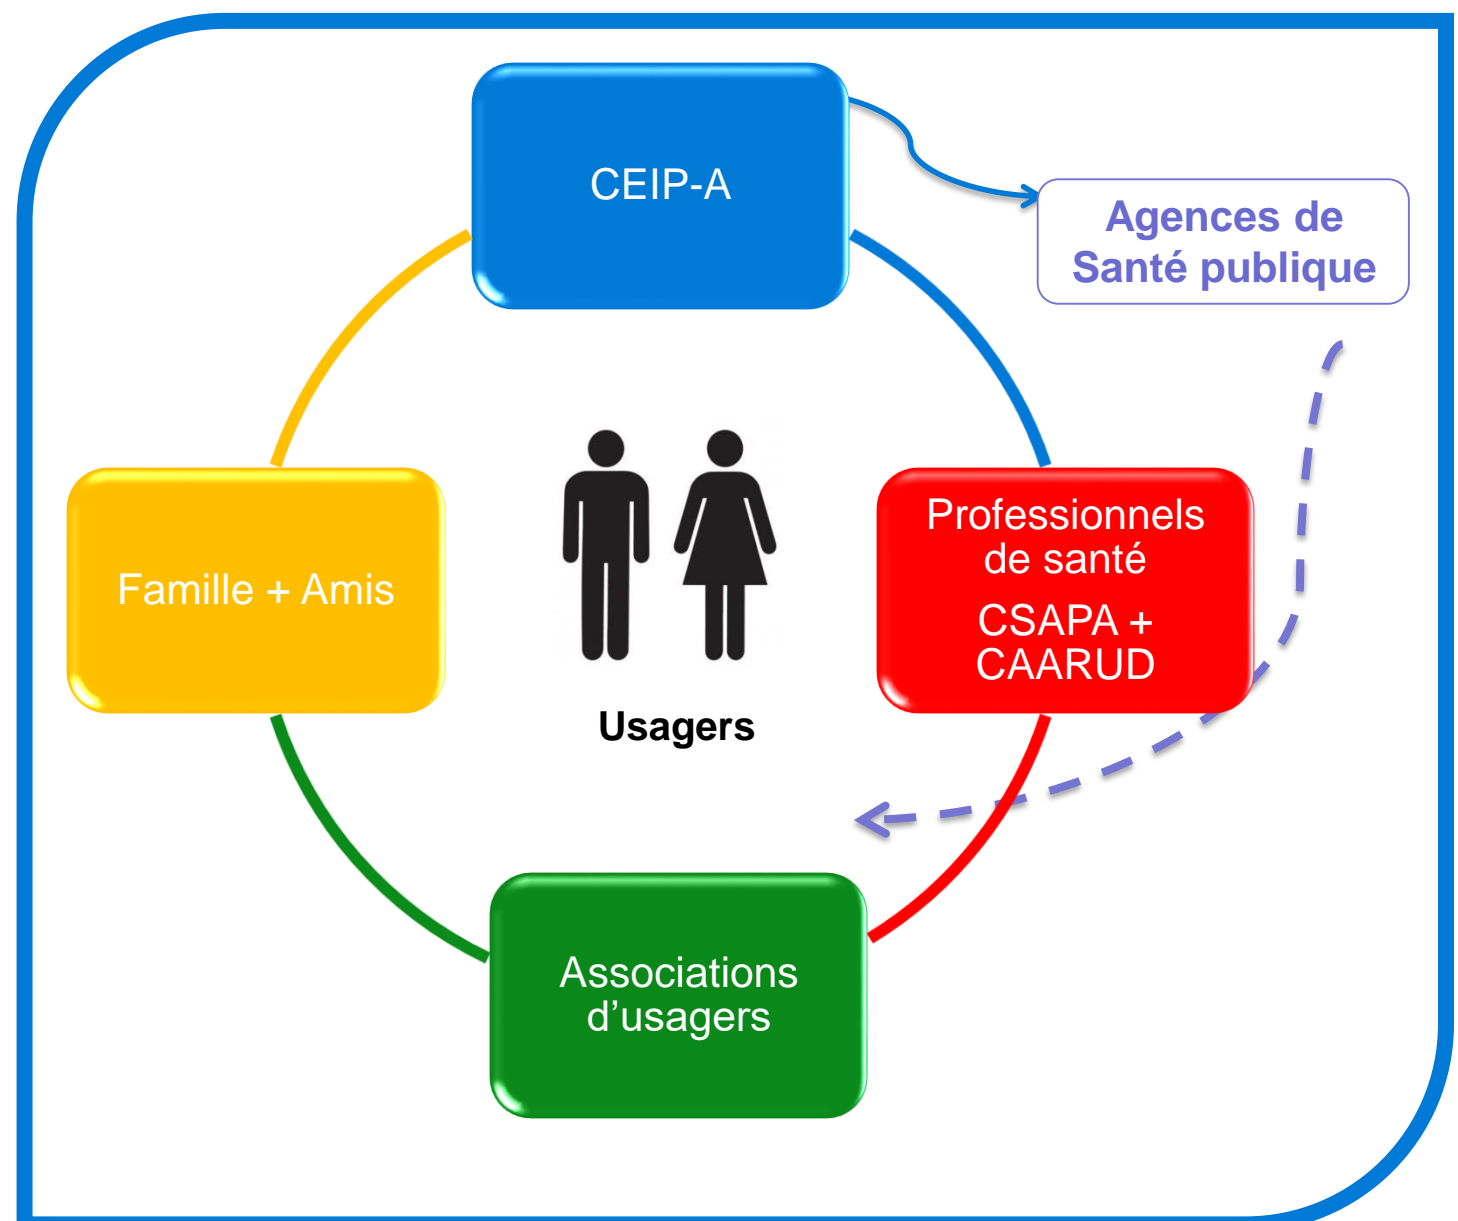 CEIP-A
Agences de
Santé publique
Famille + Amis
Professionnels
de santé
CSAPA +
CAARUD
Usagers
Associations
d’usagers